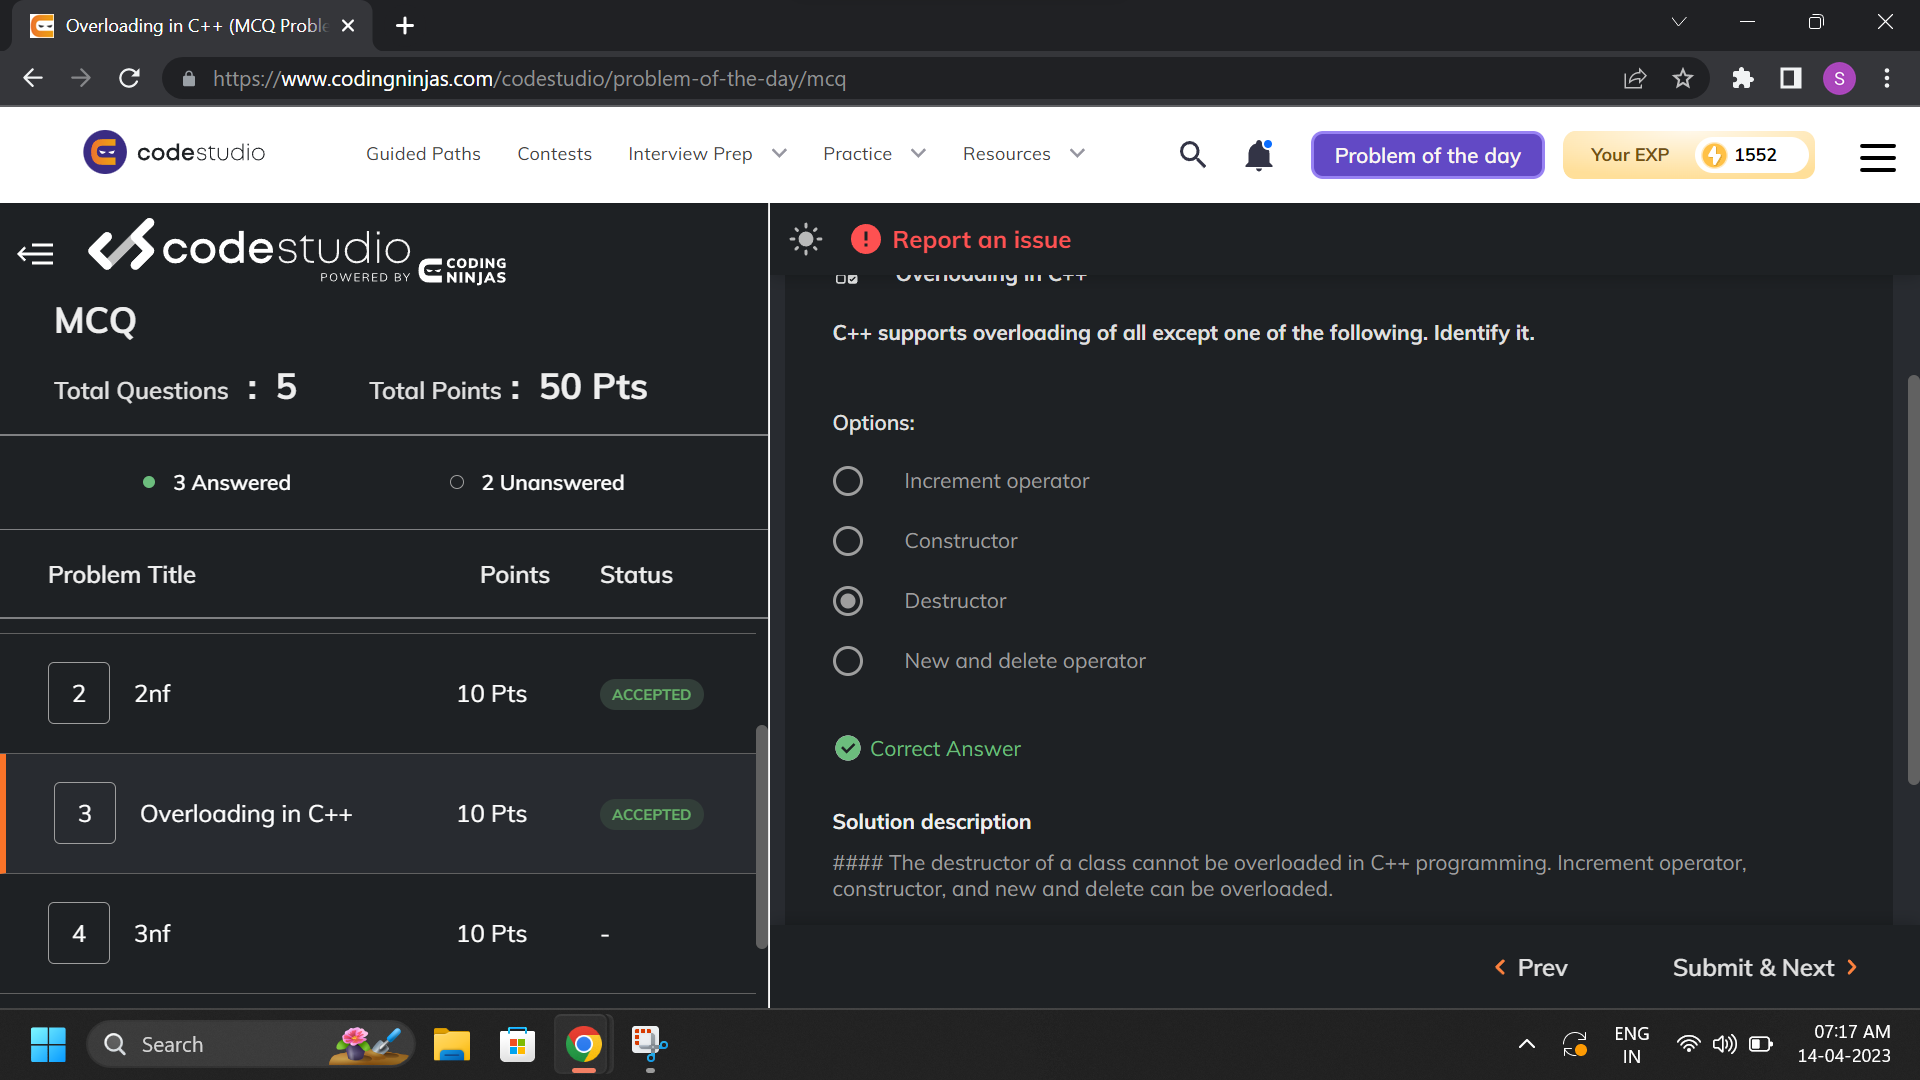 Overloading in C++ (MCQ Proble
https://www.codingninjas.com/codestudio/problem-of-the-day/mcq
S
codestudio
Guided Paths
Contests
Interview Prep
Practice
Resources
Problem of the day
Your EXP
1552
codestudio
POWERED BY CODING NINJAS
MCQ
Total Questions : 5
Total Points : 50 Pts
3 Answered
2 Unanswered
Problem Title Points Status
2 2nf 10 Pts ACCEPTED
3 Overloading in C++ 10 Pts ACCEPTED
4 3nf 10 Pts -
Report an issue
Overloading in C++
C++ supports overloading of all except one of the following. Identify it.
Options:
Increment operator
Constructor
Destructor
New and delete operator
Correct Answer
Solution description
#### The destructor of a class cannot be overloaded in C++ programming. Increment operator,
constructor, and new and delete can be overloaded.
Prev
Submit & Next
Search
ENG
IN
07:17 AM
14-04-2023